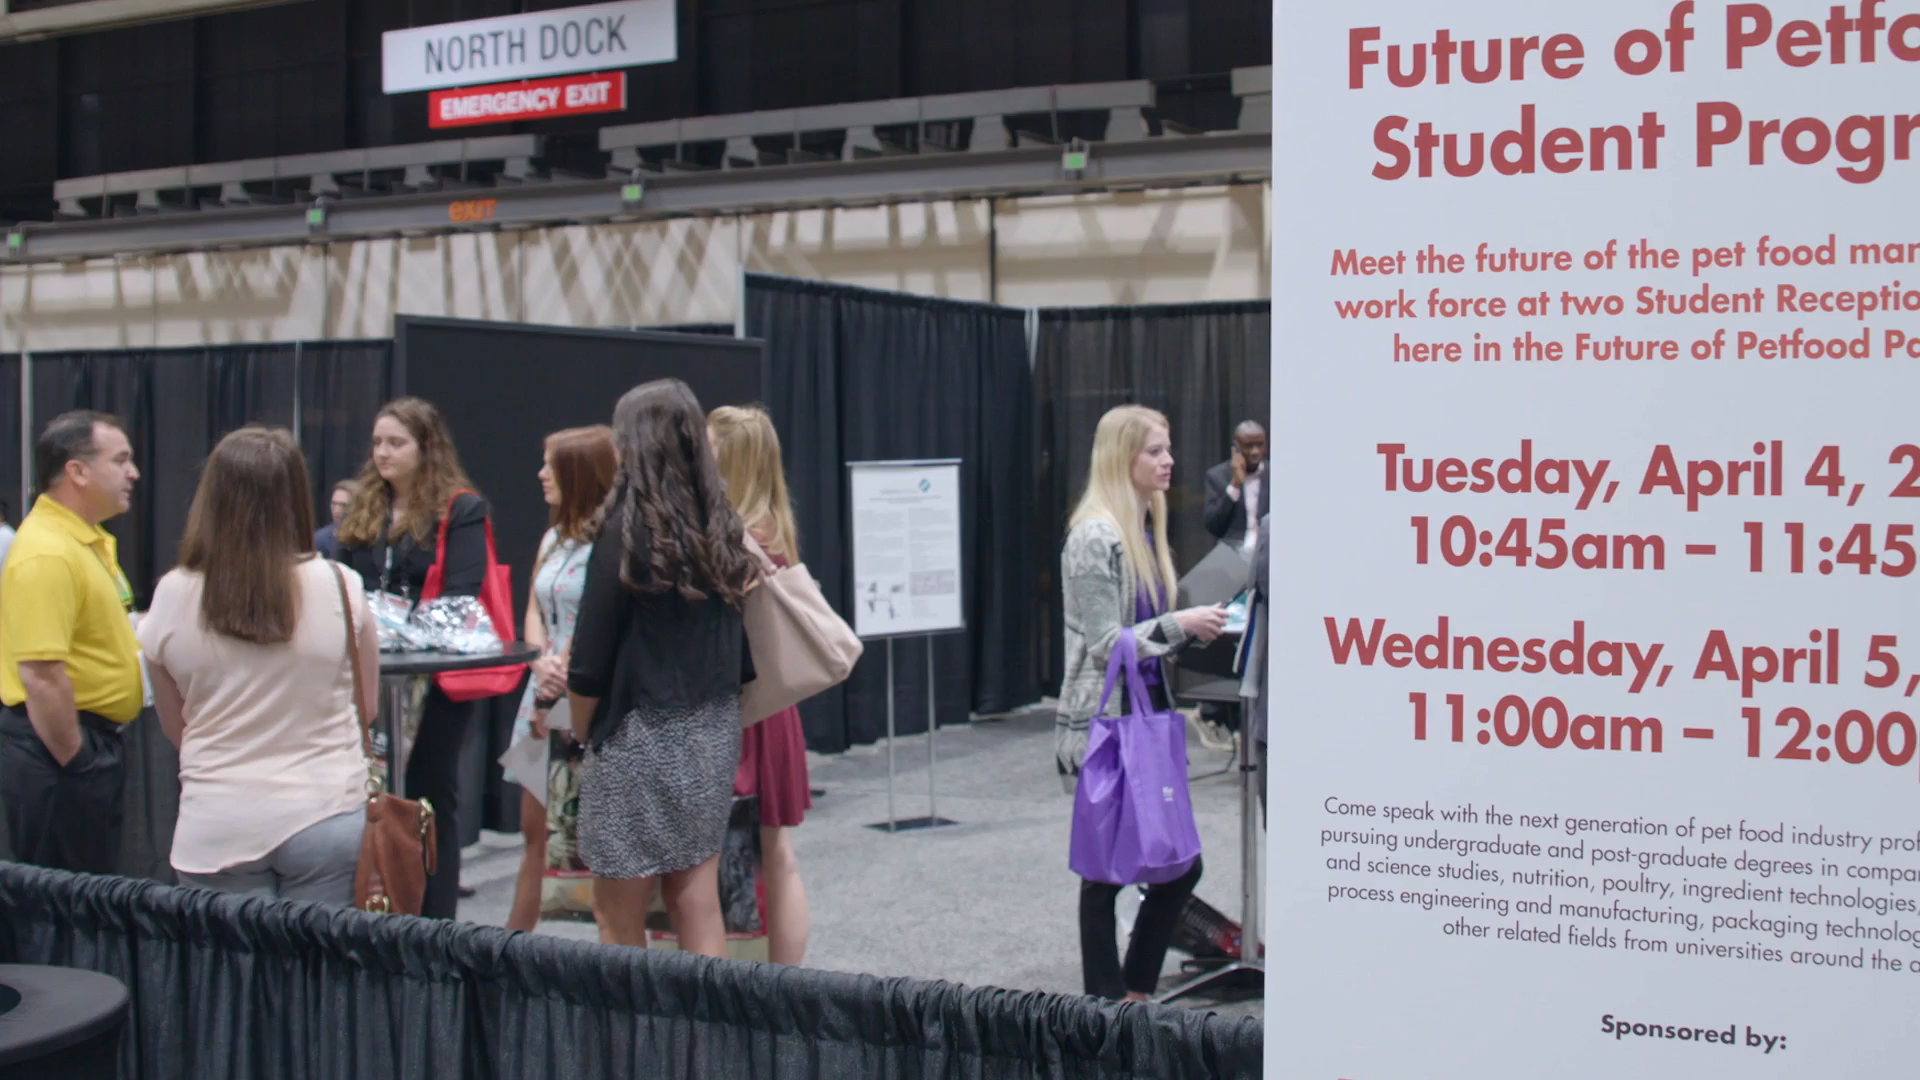 NORTH DOCK
EMERGENCY EXIT
EXIT
Future of Petfo
Student Progr
Meet the future of the pet food man
work force at two Student Receptio
here in the Future of Petfood Pa
Tuesday, April 4, 2
10:45am – 11:45
Wednesday, April 5,
11:00am – 12:00
Come speak with the next generation of pet food industry prof
pursuing undergraduate and post-graduate degrees in compan
and science studies, nutrition, poultry, ingredient technologies,
process engineering and manufacturing, packaging technolog
other related fields from universities around the a
Sponsored by: